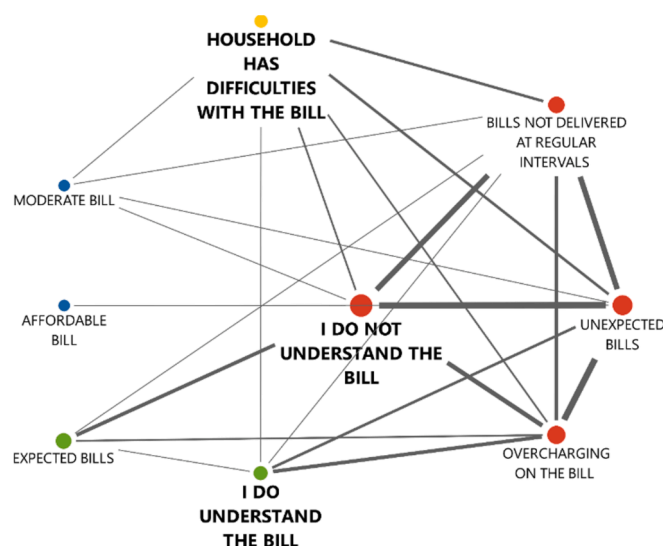 HOUSEHOLD
HAS
DIFFICULTIES
WITH THE BILL
BILLS NOT DELIVERED
AT REGULAR
INTERVALS
MODERATE BILL
AFFORDABLE
BILL
I DO NOT
UNDERSTAND THE
BILL
UNEXPECTED
BILLS
EXPECTED BILLS
OVERCHARGING
ON THE BILL
I DO
UNDERSTAND
THE BILL